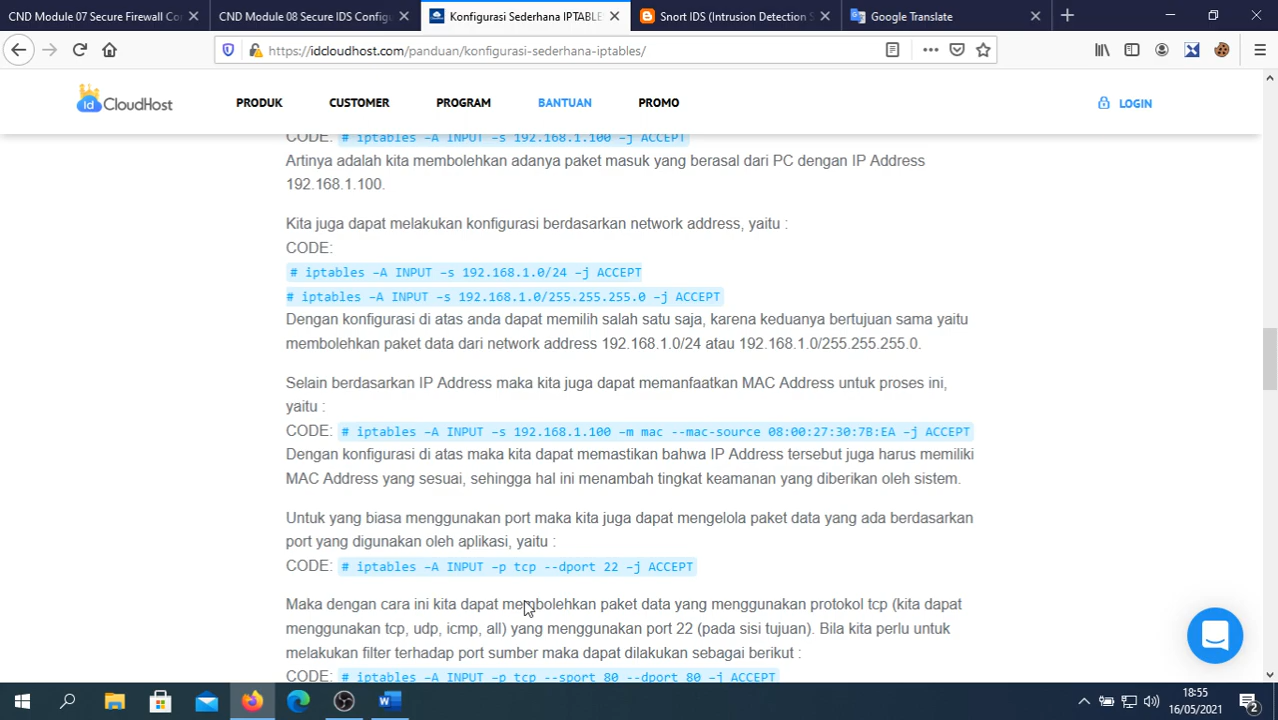 CND Module 07 Secure Firewall Co
CND Module 08 Secure IDS Configu
Konfigurasi Sederhana IPTABLE
Snort IDS (Intrusion Detection S
Google Translate
https://idcloudhost.com/panduan/konfigurasi-sederhana-iptables/
Id CloudHost
PRODUK
CUSTOMER
PROGRAM
BANTUAN
PROMO
LOGIN
CODE: # iptables -A INPUT -s 192.168.1.100 -j ACCEPT
Artinya adalah kita membolehkan adanya paket masuk yang berasal dari PC dengan IP Address
192.168.1.100.
Kita juga dapat melakukan konfigurasi berdasarkan network address, yaitu :
CODE:
# iptables -A INPUT -s 192.168.1.0/24 -j ACCEPT
# iptables -A INPUT -s 192.168.1.0/255.255.255.0 -j ACCEPT
Dengan konfigurasi di atas anda dapat memilih salah satu saja, karena keduanya bertujuan sama yaitu
membolehkan paket data dari network address 192.168.1.0/24 atau 192.168.1.0/255.255.255.0.
Selain berdasarkan IP Address maka kita juga dapat memanfaatkan MAC Address untuk proses ini,
yaitu :
CODE: # iptables -A INPUT -s 192.168.1.100 -m mac --mac-source 08:00:27:30:7B:EA -j ACCEPT
Dengan konfigurasi di atas maka kita dapat memastikan bahwa IP Address tersebut juga harus memiliki
MAC Address yang sesuai, sehingga hal ini menambah tingkat keamanan yang diberikan oleh sistem.
Untuk yang biasa menggunakan port maka kita juga dapat mengelola paket data yang ada berdasarkan
port yang digunakan oleh aplikasi, yaitu :
CODE: # iptables -A INPUT -p tcp --dport 22 -j ACCEPT
Maka dengan cara ini kita dapat membolehkan paket data yang menggunakan protokol tcp (kita dapat
menggunakan tcp, udp, icmp, all) yang menggunakan port 22 (pada sisi tujuan). Bila kita perlu untuk
melakukan filter terhadap port sumber maka dapat dilakukan sebagai berikut :
CODE: # iptables -A INPUT -p tcp --sport 80 --dport 80 -j ACCEPT
18:55
16/05/2021
2